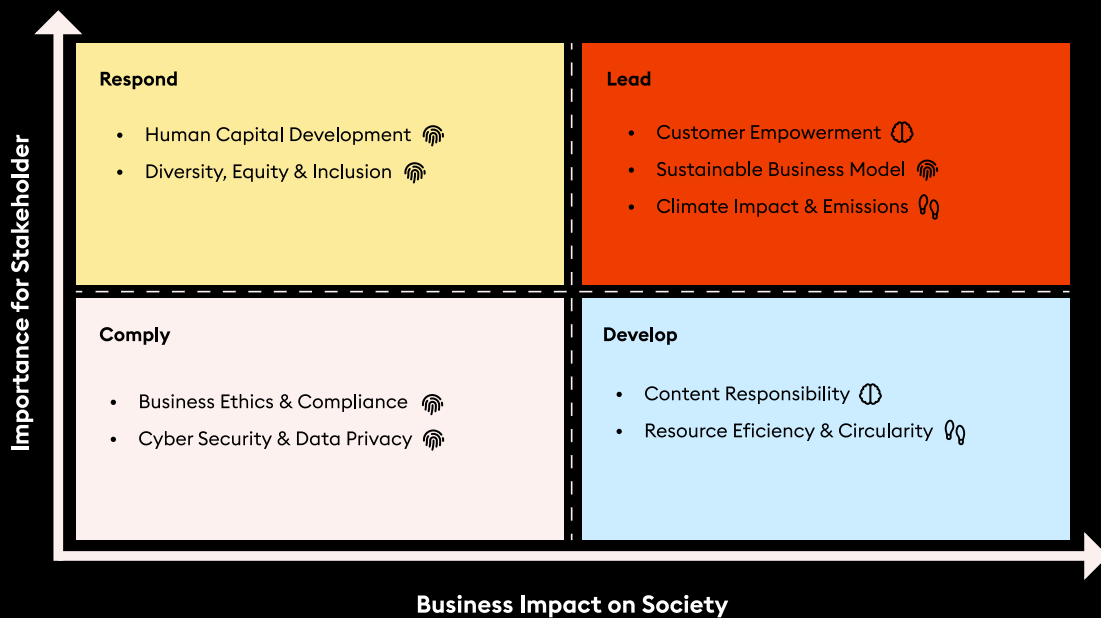 Importance for Stakeholder
Respond
• Human Capital Development
• Diversity, Equity & Inclusion
Lead
• Customer Empowerment
• Sustainable Business Model
• Climate Impact & Emissions
Comply
• Business Ethics & Compliance
• Cyber Security & Data Privacy
Develop
• Content Responsibility
• Resource Eficiency & Circularity
Business Impact on Society